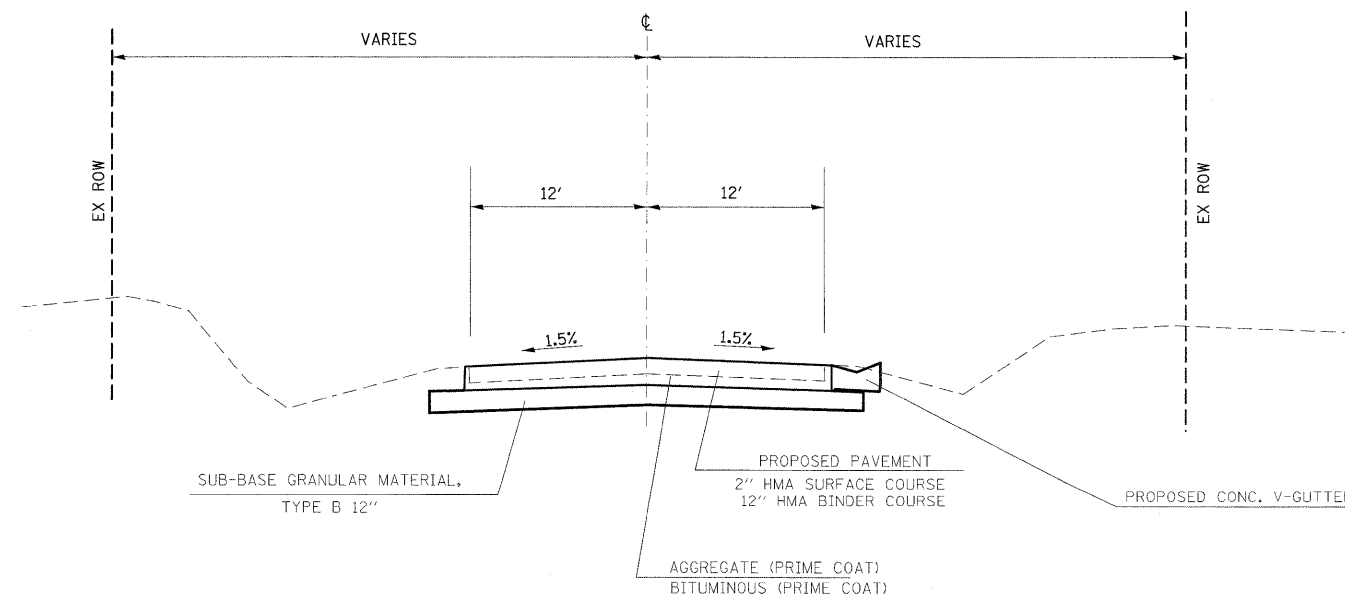 ℄
VARIES
VARIES
EX ROW
EX ROW
12'
12'
1.5%
1.5%
SUB-BASE GRANULAR MATERIAL,
TYPE B 12"
PROPOSED PAVEMENT
2" HMA SURFACE COURSE
12" HMA BINDER COURSE
PROPOSED CONC. V-GUTTE
AGGREGATE (PRIME COAT)
BITUMINOUS (PRIME COAT)